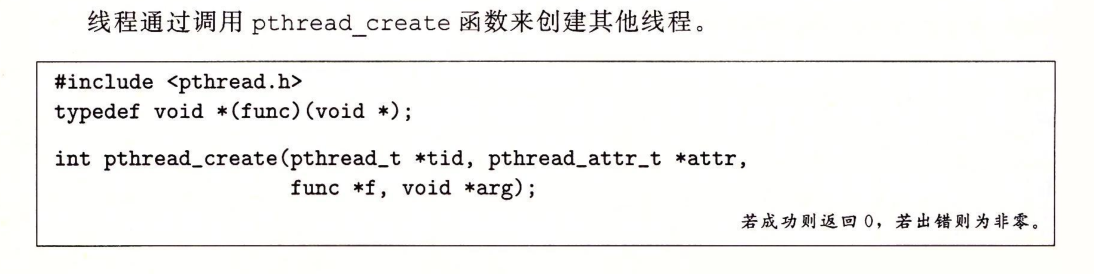 线程通过调用 pthread_create 函数来创建其他线程。
#include <pthread.h>
typedef void *(func)(void *);
int pthread_create(pthread_t *tid, pthread_attr_t *attr,
func *f, void *arg);
若成功则返回 0，若出错则为非零。